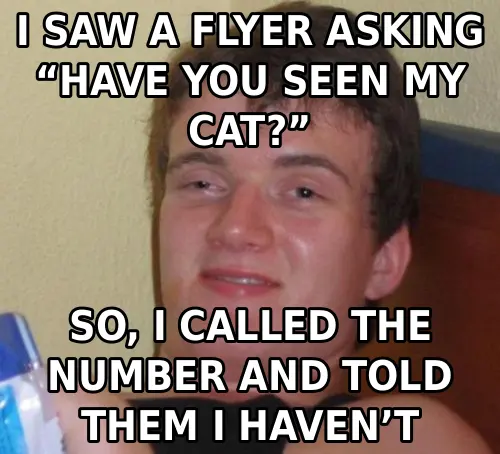 I SAW A FLYER ASKING
“HAVE YOU SEEN MY
CAT?”
SO, I CALLED THE
NUMBER AND TOLD
THEM I HAVEN’T